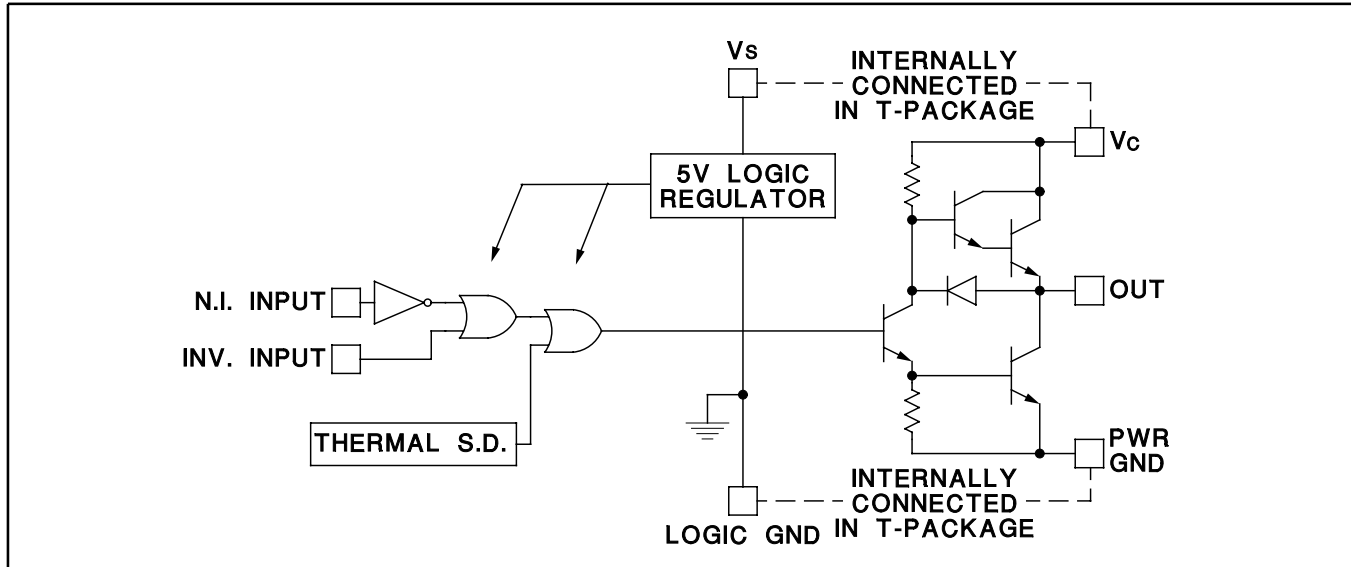 Vs
INTERNALLY
CONNECTED
IN T-PACKAGE
Vc
5V LOGIC
REGULATOR
N.I. INPUT
OUT
INV. INPUT
THERMAL S.D.
PWR
GND
INTERNALLY
CONNECTED
IN T-PACKAGE
LOGIC GND